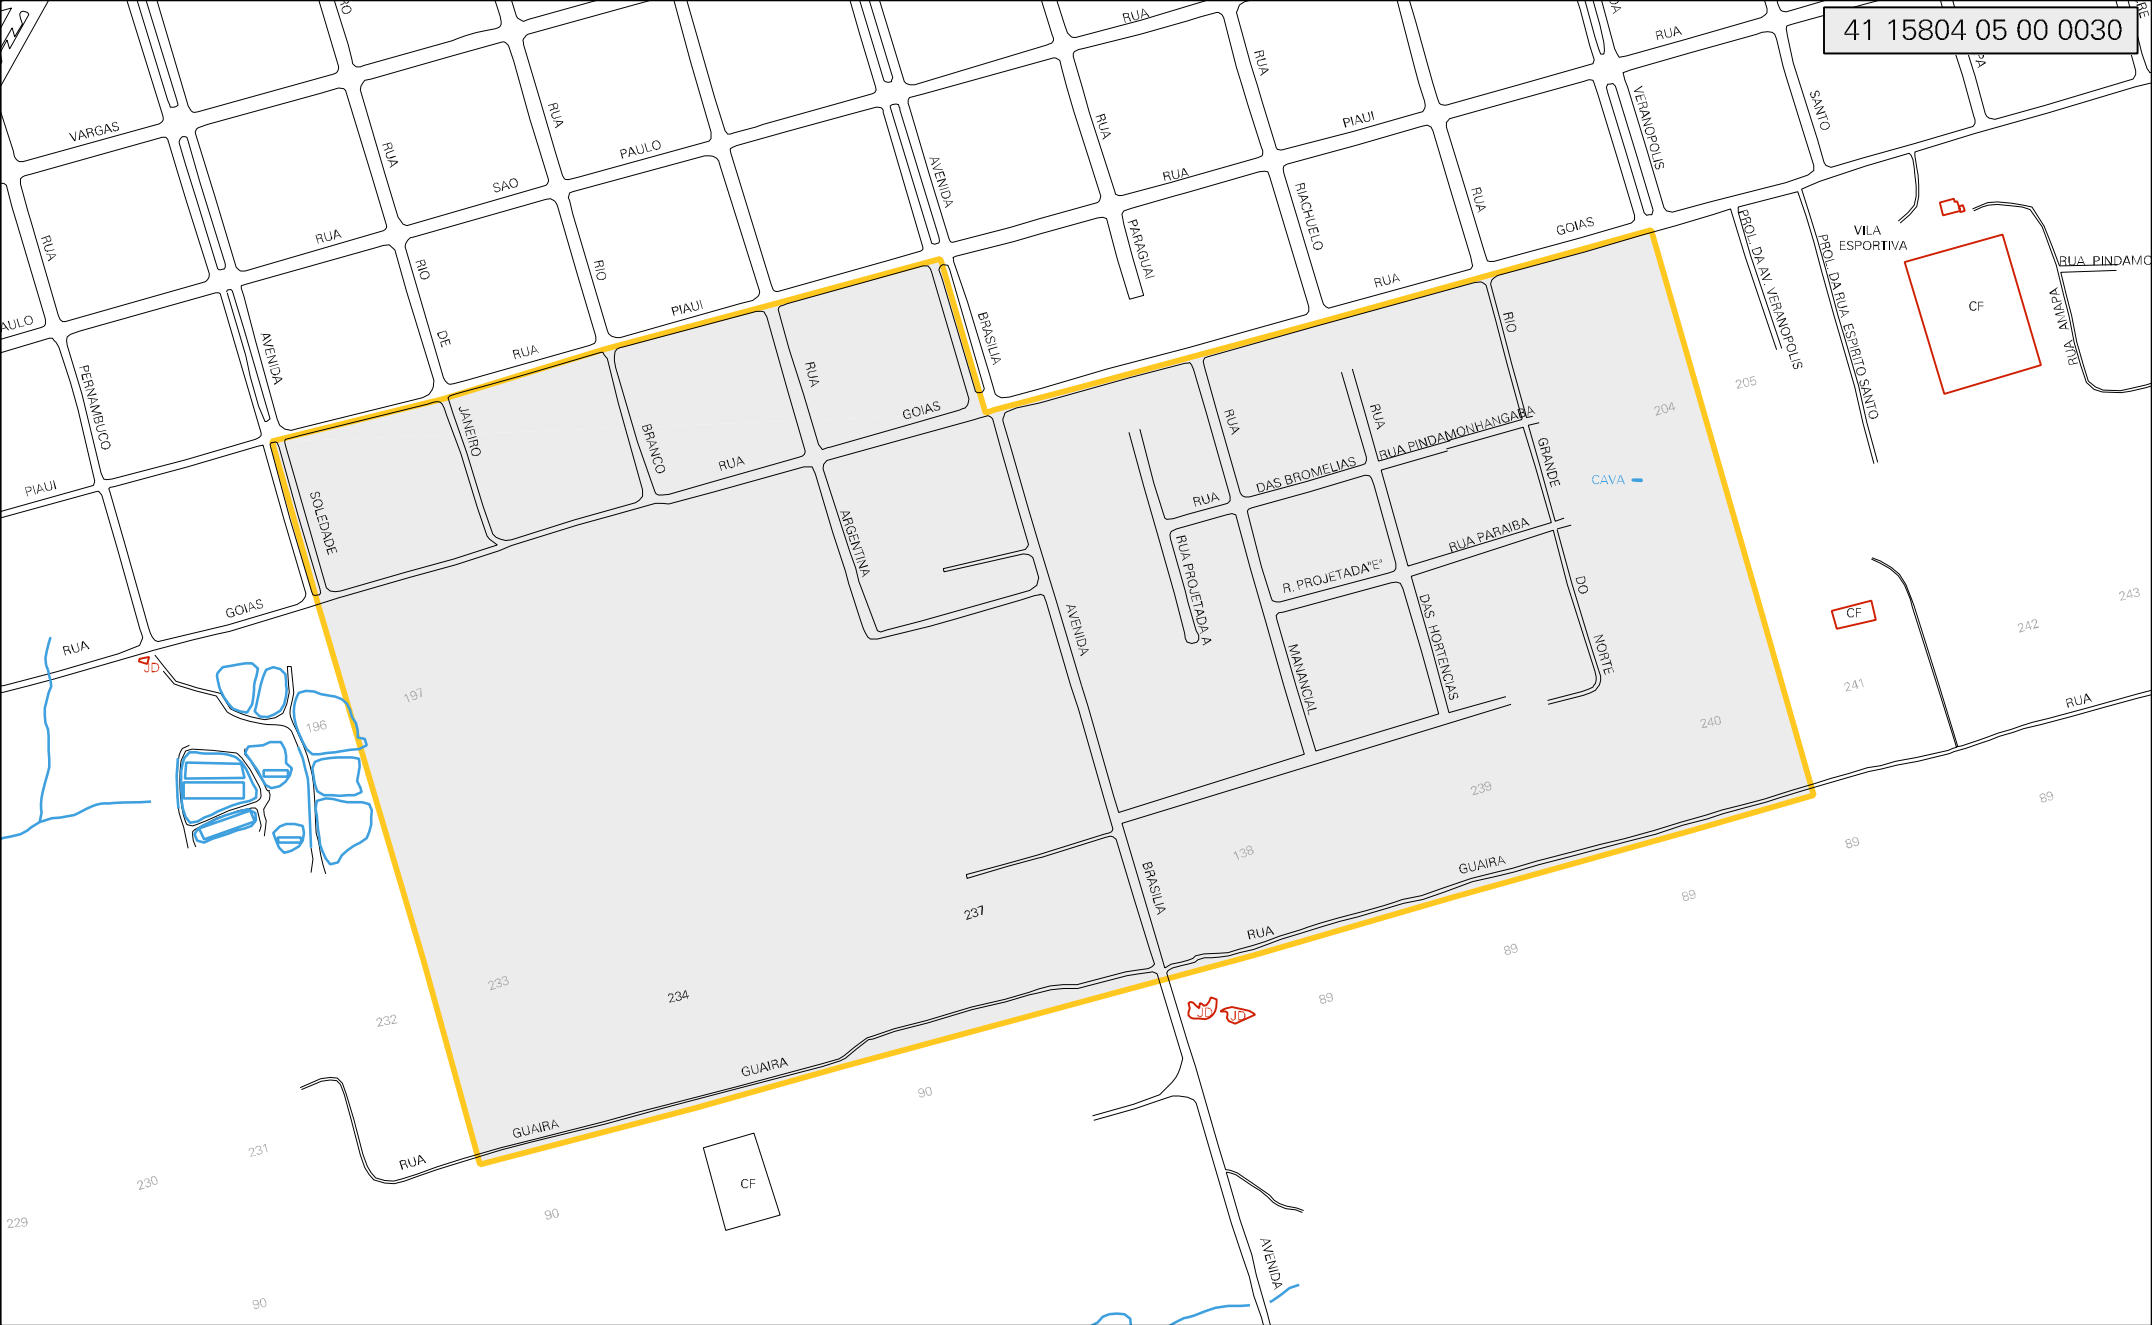 41 15804 05 00 0030
RUA
RUA
VARGAS
RUA
RUA
RUA
RUA
PAULO
SAO
RUA
RUA
AVENIDA
RUA
PIAUI
VERANOPOLIS
SANTO
RUA
RIACHUELO
RUA
GOIAS
PARAGUAI
RUA
RIO
RIO
PIAUI
RUA
DE
AULO
AVENIDA
PERNAMBUCO
PIAUI
BRASILIA
RUA
GOIAS
JANEIRO
BRANCO
RUA
SOLEDADE
GOIAS
RUA
ARGENTINA
RIO
RUA
RUA
RUA PINDAMONHANGABA
DAS BROMELIAS
RUA
GRANDE
RUA PARAIBA
RUA PROJETADA A
R. PROJETADA"E"
DO
NORTE
DAS HORTENCIAS
MANANCIAL
AVENIDA
BRASILIA
PROL. DA AV. VERANOPOLIS
PROL. DA RUA ESPIRITO SANTO
VILA
ESPORTIVA
RUA PINDAMO
RUA AMAPA
CF
CF
CAVA
205
204
243
242
241
240
239
138
237
234
233
232
231
230
229
197
196
JD
JD
JD
RUA
GUAIRA
RUA
GUAIRA
GUAIRA
RUA
CF
89
89
89
89
89
90
90
90
AVENIDA